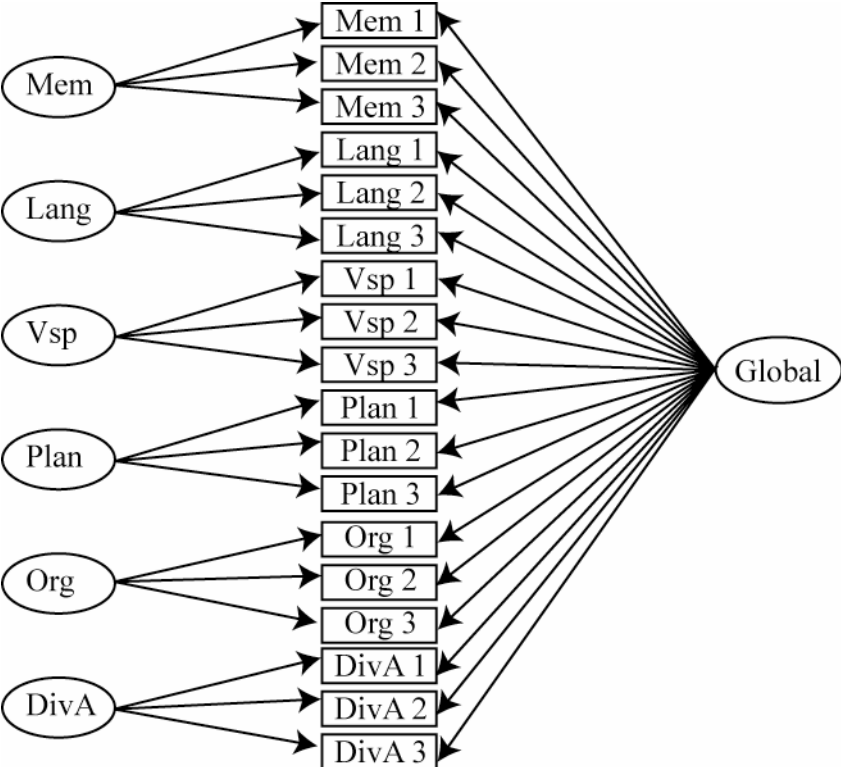 Mem 1
Mem 2
Mem
Mem 3
Lang 1
Lang 2
Lang
Lang 3
Vsp 1
Vsp 2
Vsp
Vsp 3
Global
Plan 1
Plan 2
Plan
Plan 3
Org 1
Org 2
Org
Org 3
DivA 1
DivA 2
DivA
DivA 3